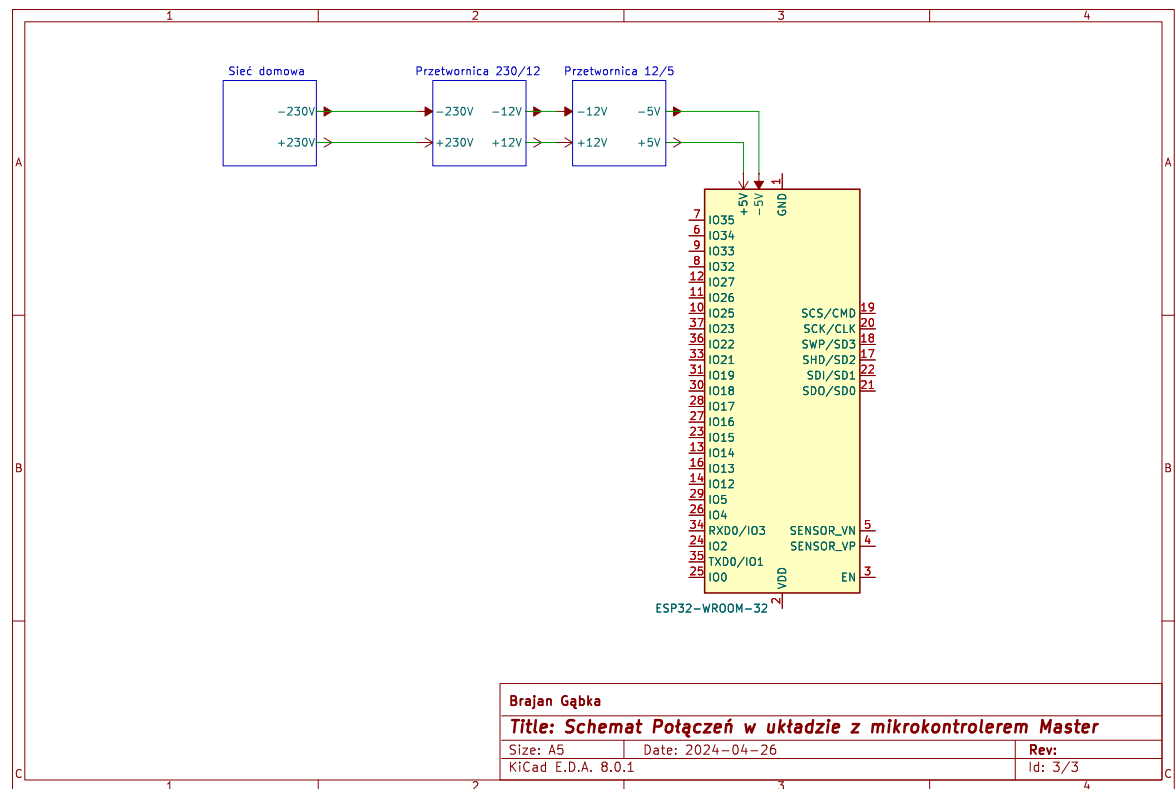 1 2 3 4
Sieć domowa Przetwornica 230/12 Przetwornica 12/5
-230V -230V -12V -12V -5V
+230V +230V +12V +12V +5V
A A
1
+5V -5V GND
7 IO35
6 IO34
9 IO33
8 IO32
12 IO27
11 IO26
10 IO25 SCS/CMD 19
37 IO23 SCK/CLK 20
36 IO22 SWP/SD3 18
33 IO21 SHD/SD2 17
31 IO19 SDI/SD1 22
30 IO18 SDO/SD0 21
28 IO17
27 IO16
23 IO15
13 IO14
B 16 IO13 B
14 IO12
29 IO5
26 IO4
34 RXD0/IO3 SENSOR_VN 5
24 IO2 SENSOR_VP 4
35 TXD0/IO1
25 IO0 VDD EN 3
ESP32-WROOM-32 2
Brajan Gąbka
Title: Schemat Połączeń w układzie z mikrokontrolerem Master
Size: A5 Date: 2024-04-26 Rev:
KiCad E.D.A. 8.0.1 Id: 3/3
C C
1 2 3 4